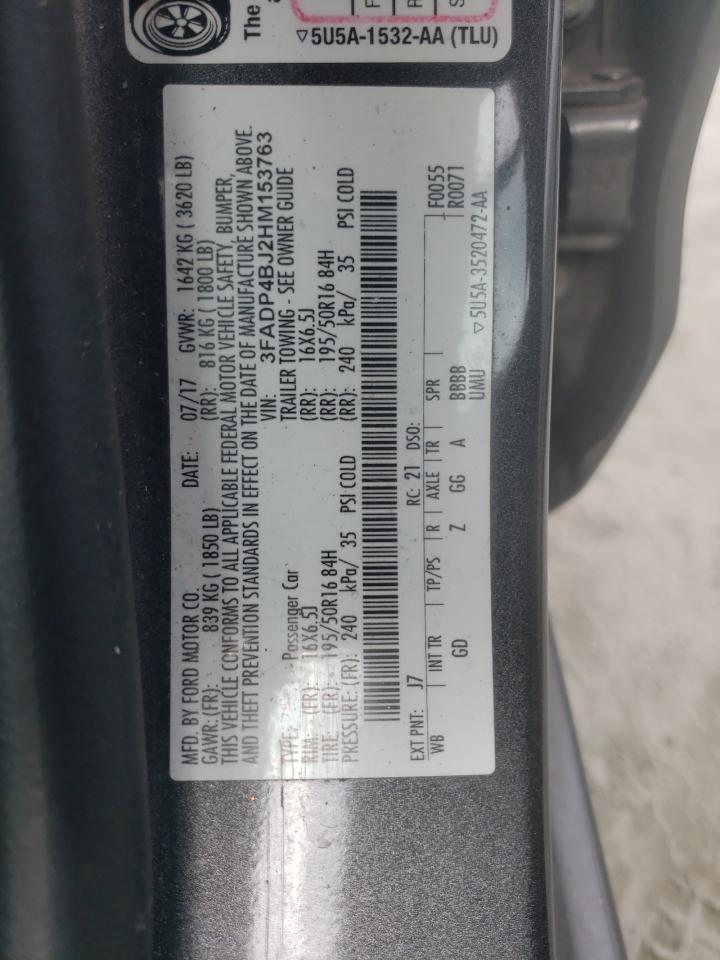 The
F
R
S
▽5U5A-1532-AA (TLU)
MFD. BY FORD MOTOR CO. DATE: 07/17 GVWR: 1642 KG ( 3620 LB)
GAWR: (FR): 839 KG ( 1850 LB) (RR): 816 KG ( 1800 LB)
THIS VEHICLE CONFORMS TO ALL APPLICABLE FEDERAL MOTOR VEHICLE SAFETY, BUMPER,
AND THEFT PREVENTION STANDARDS IN EFFECT ON THE DATE OF MANUFACTURE SHOWN ABOVE.
VIN: 3FADP4BJ2HM153763
TYPE: Passenger Car TRAILER TOWING - SEE OWNER GUIDE
RIM: (FR): 16X6.5J (RR): 16X6.5J
TIRE: (FR): 195/50R16 84H (RR): 195/50R16 84H
PRESSURE: (FR): 240 kPa/ 35 PSI COLD (RR): 240 kPa/ 35 PSI COLD
EXT PNT: J7 RC: 21 DSO: F0055
WB INT TR TP/PS R AXLE TR SPR R0071
GD Z GG A BBBB
UMU ▽5U5A-3520472-AA